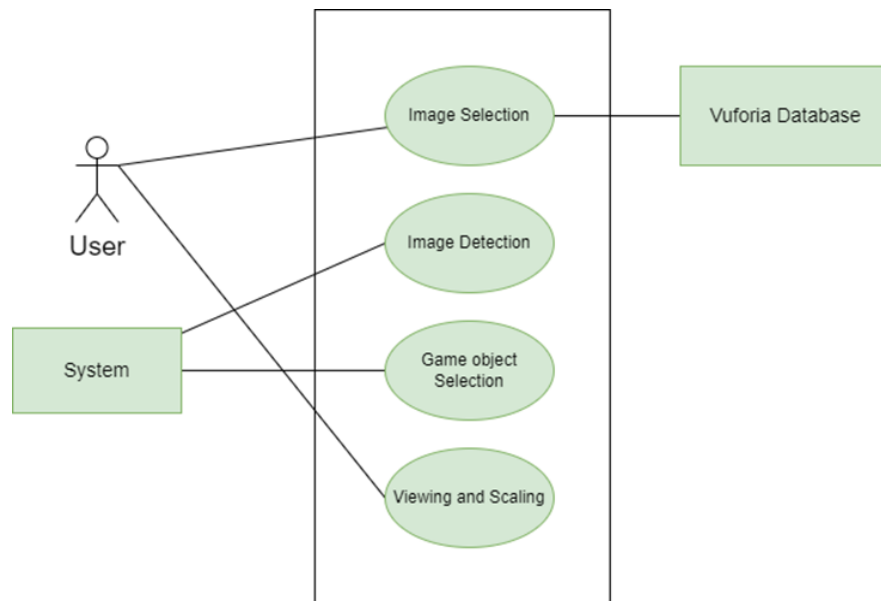 Image Selection
Vuforia Database
User
Image Detection
System
Game object
Selection
Viewing and Scaling